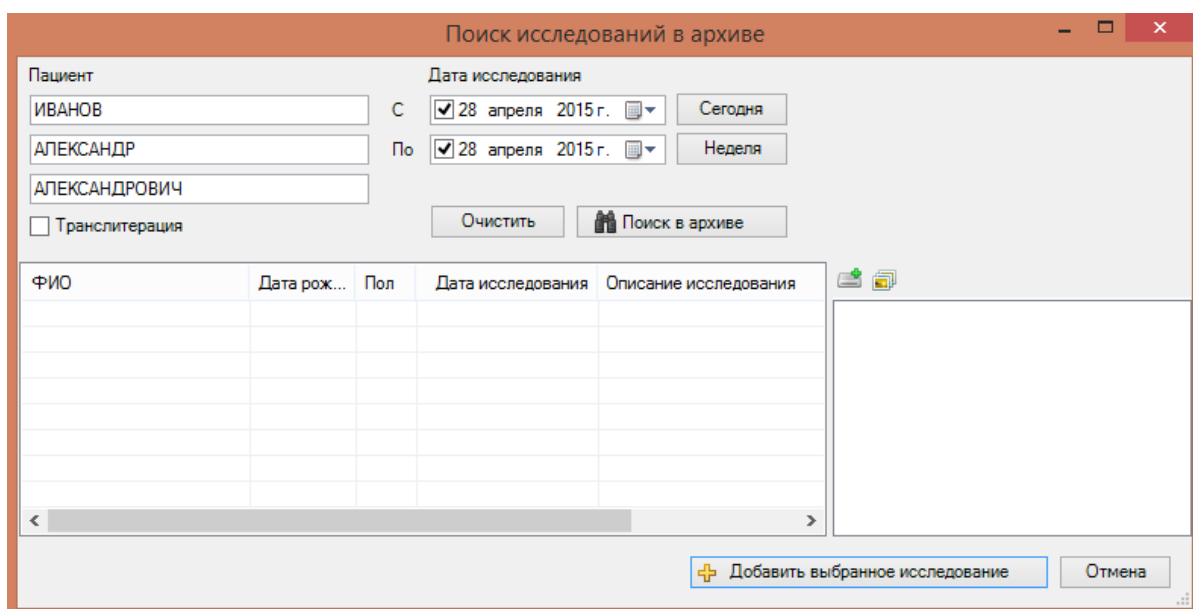 Поиск исследований в архиве
Пациент
Дата исследования
ИВАНОВ
С
28 апреля 2015 г.
Сегодня
АЛЕКСАНДР
По
28 апреля 2015 г.
Неделя
АЛЕКСАНДРОВИЧ
Транслитерация
Очистить
Поиск в архиве
ФИО
Дата рож...
Пол
Дата исследования
Описание исследования
Добавить выбранное исследование
Отмена